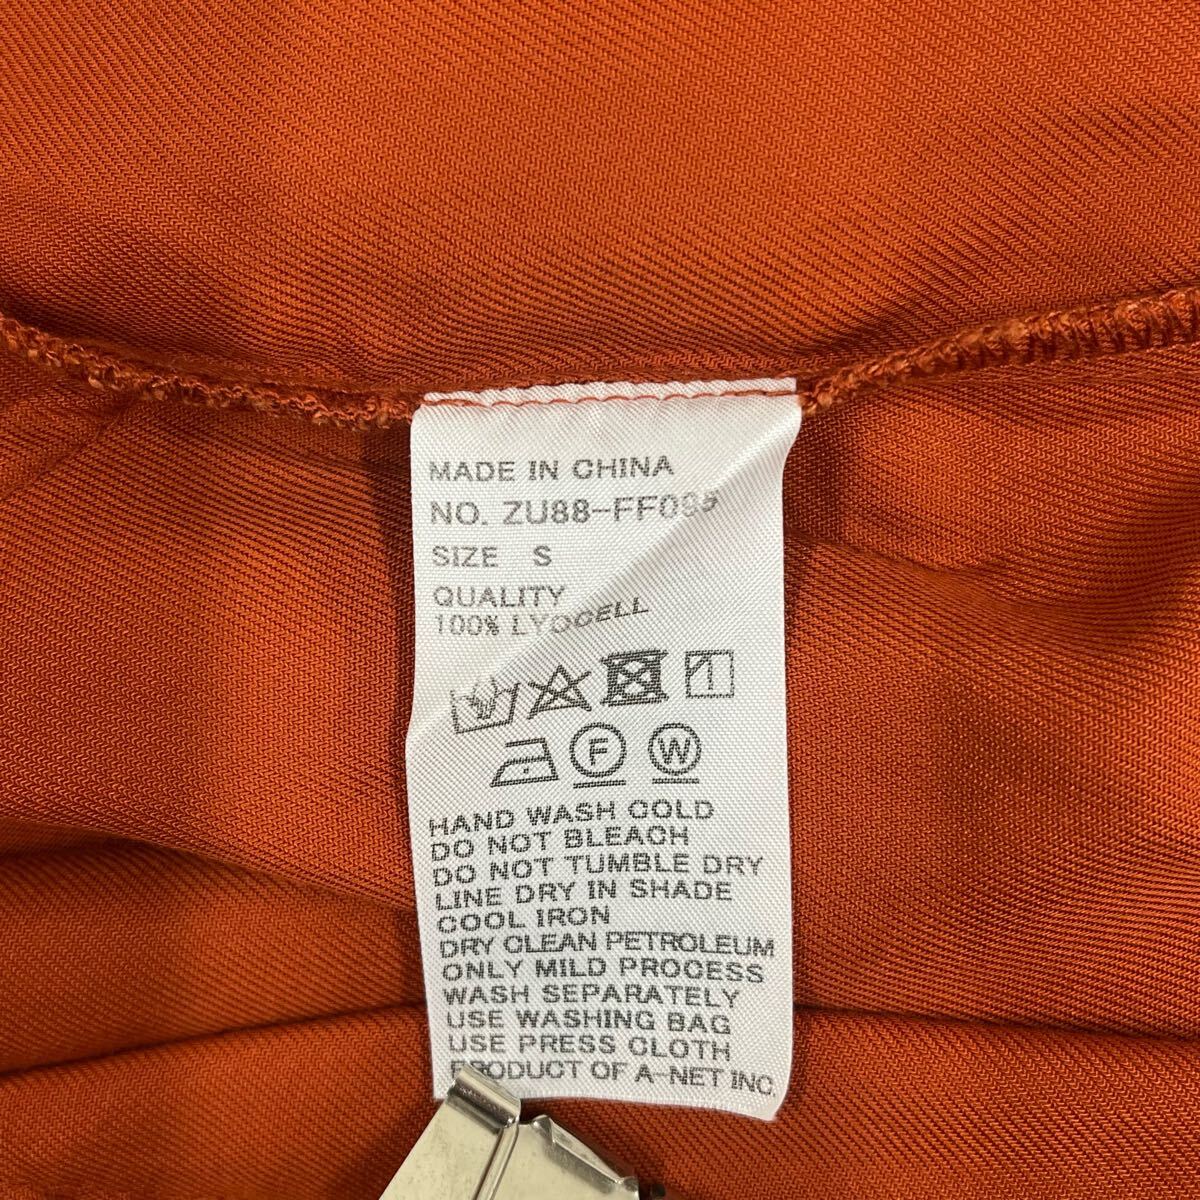 MADE IN CHINA
NO. ZU88-FF095
SIZE S
QUALITY
100% LYOCELL
F W
HAND WASH COLD
DO NOT BLEACH
DO NOT TUMBLE DRY
LINE DRY IN SHADE
COOL IRON
DRY CLEAN PETROLEUM
ONLY MILD PROCESS
WASH SEPARATELY
USE WASHING BAG
USE PRESS CLOTH
PRODUCT OF A-NET INC.